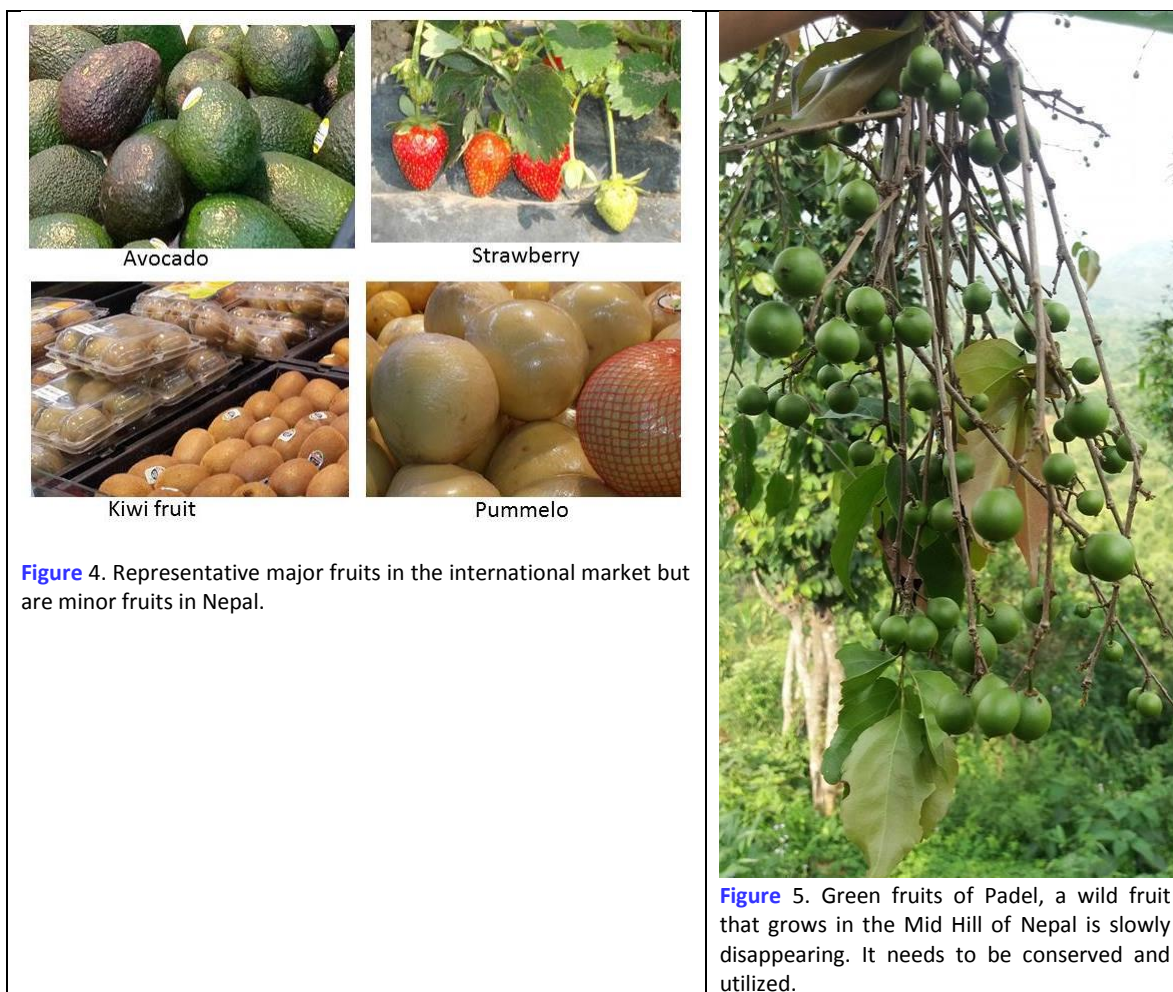 Avocado
Strawberry
Kiwi fruit
Pummelo
Figure 4. Representative major fruits in the international market but
are minor fruits in Nepal.
Figure 5. Green fruits of Padel, a wild fruit
that grows in the Mid Hill of Nepal is slowly
disappearing. It needs to be conserved and
utilized.